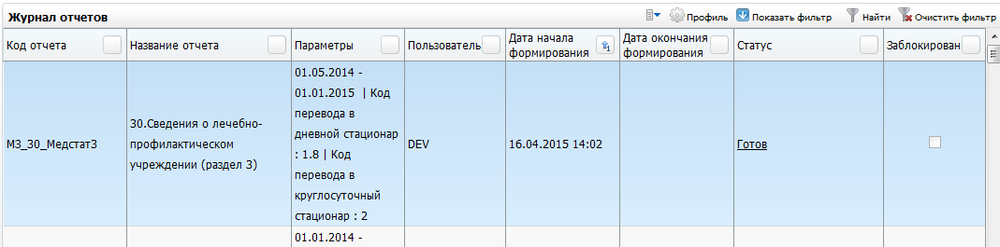 Журнал отчетов
Профиль
Показать фильтр
Найти
Очистить фильтр
Код отчета
Название отчета
Параметры
Пользователь
Дата начала
формирования
1
Дата окончания
формирования
Статус
Заблокирован
МЗ_30_Медстат3
30.Сведения о лечебно-
профилактическом
учреждении (раздел 3)
01.05.2014 -
01.01.2015 | Код
перевода в
дневной стационар
: 1.8 | Код
перевода в
круглосуточный
стационар : 2
DEV
16.04.2015 14:02
Готов
01.01.2014 -